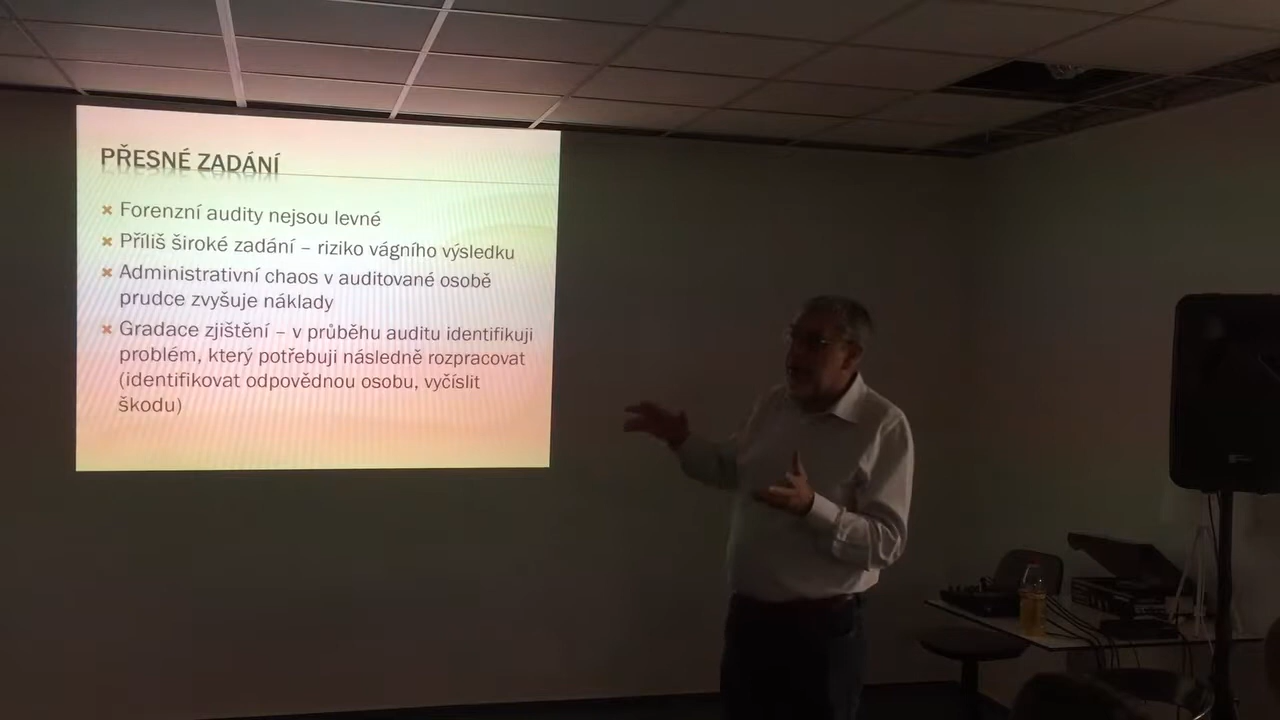 PŘESNÉ ZADÁNÍ
Forenzní audity nejsou levné
Příliš široké zadání – riziko vágního výsledku
Administrativní chaos v auditované osobě
prudce zvyšuje náklady
Gradace zjištění – v průběhu auditu identifikuji
problém, který potřebuji následně rozpracovat
(identifikovat odpovědnou osobu, vyčíslit
škodu)